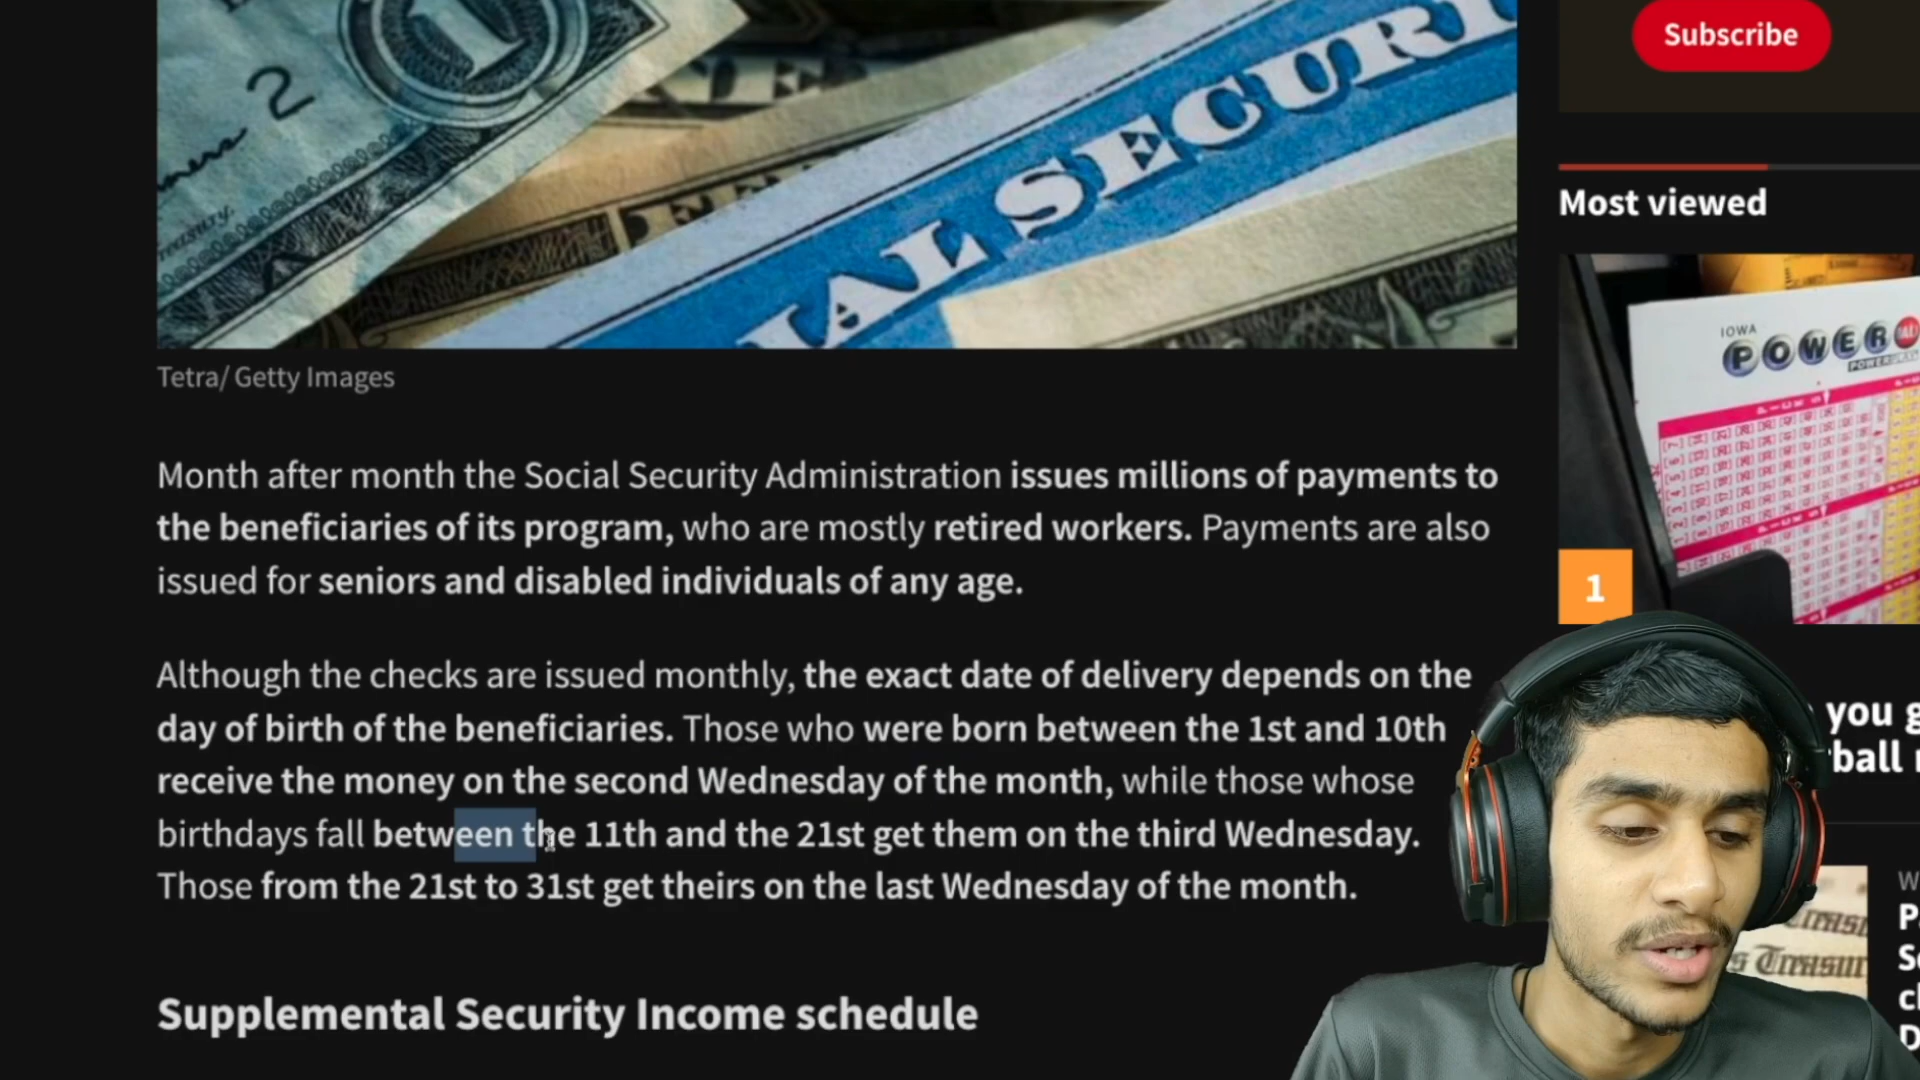 2
1
AL SECURI
Subscribe
Most viewed
IOWA
POWER
1
Tetra/ Getty Images
Month after month the Social Security Administration issues millions of payments to
the beneficiaries of its program, who are mostly retired workers. Payments are also
issued for seniors and disabled individuals of any age.
Although the checks are issued monthly, the exact date of delivery depends on the
day of birth of the beneficiaries. Those who were born between the 1st and 10th
receive the money on the second Wednesday of the month, while those whose
birthdays fall between the 11th and the 21st get them on the third Wednesday.
Those from the 21st to 31st get theirs on the last Wednesday of the month.
Supplemental Security Income schedule
you g
ball
W
P
S
c
D
Treasur